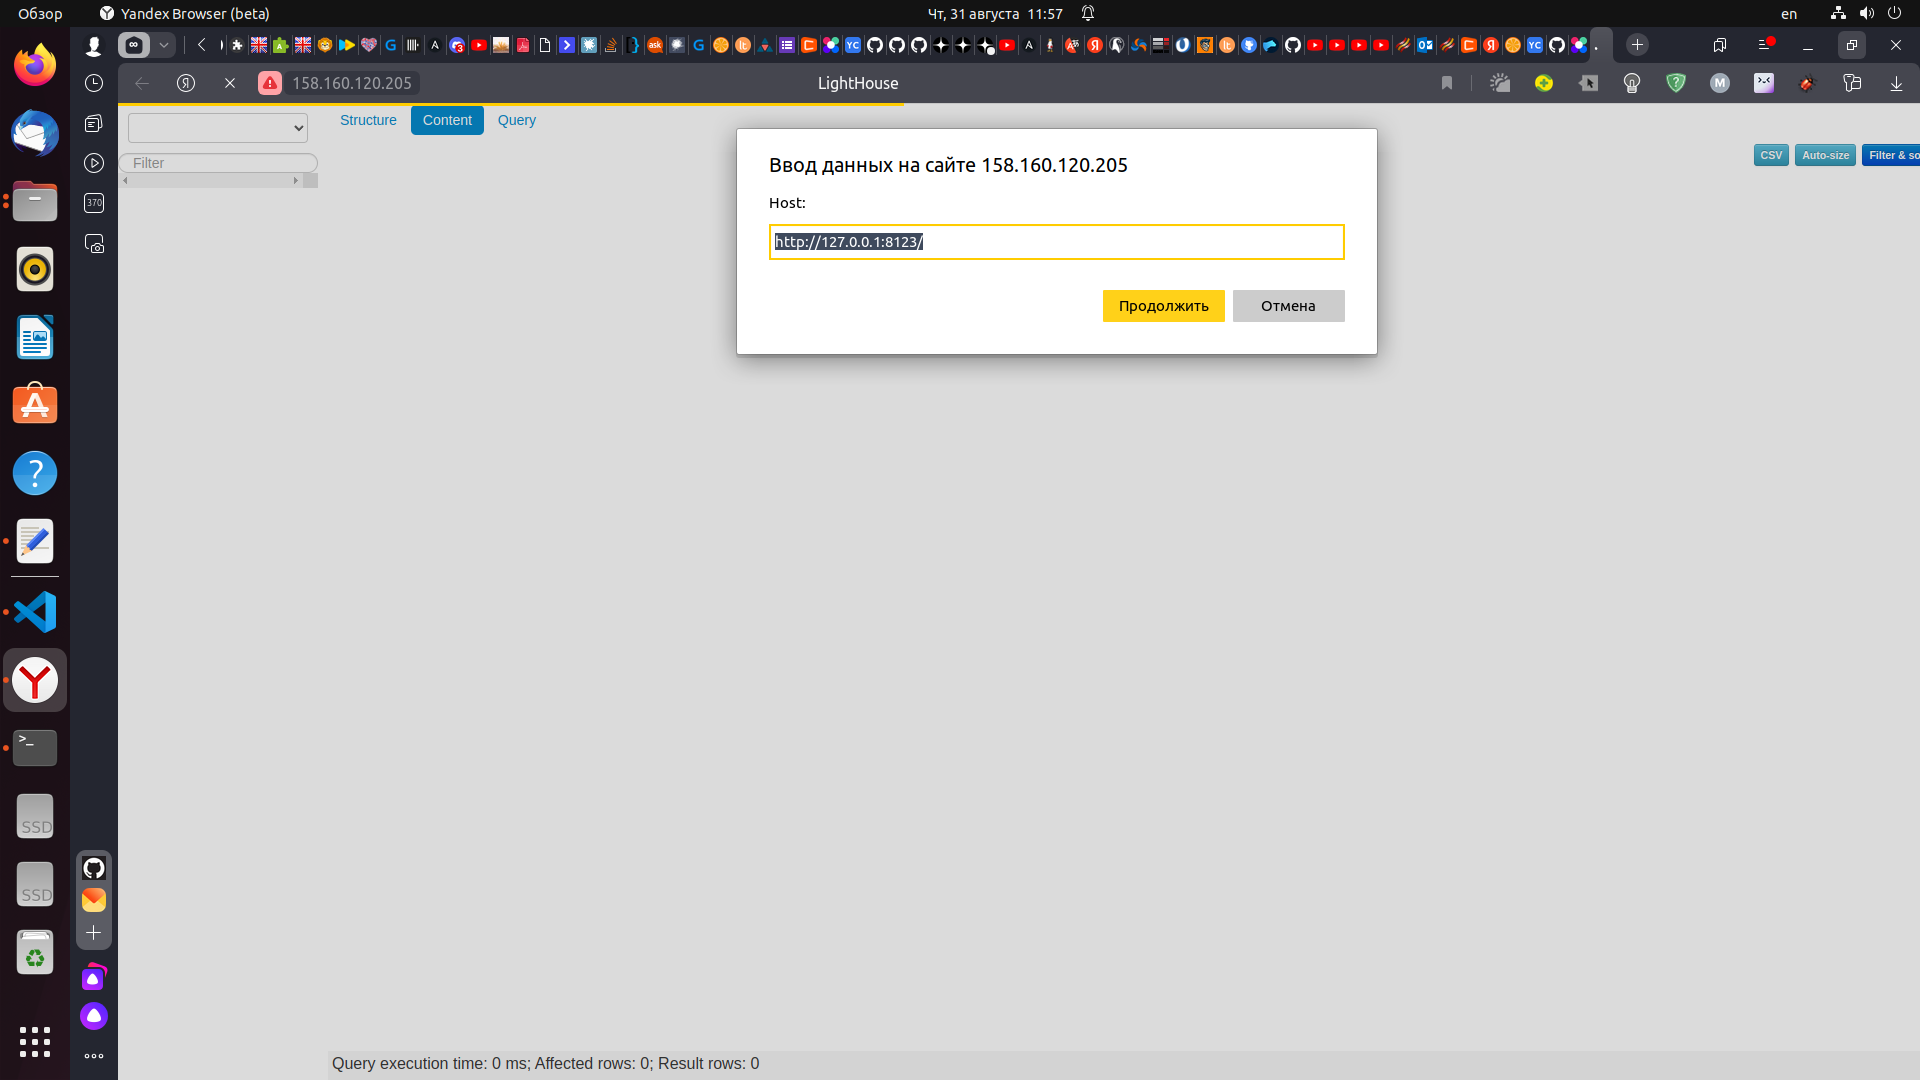 Обзор
Yandex Browser (beta)
Чт, 31 августа 11:57
en
158.160.120.205
LightHouse
Structure
Content
Query
Filter
CSV
Auto-size
Filter & so
Ввод данных на сайте 158.160.120.205
Host:
http://127.0.0.1:8123/
Продолжить
Отмена
370
SSD
SSD
Query execution time: 0 ms; Affected rows: 0; Result rows: 0